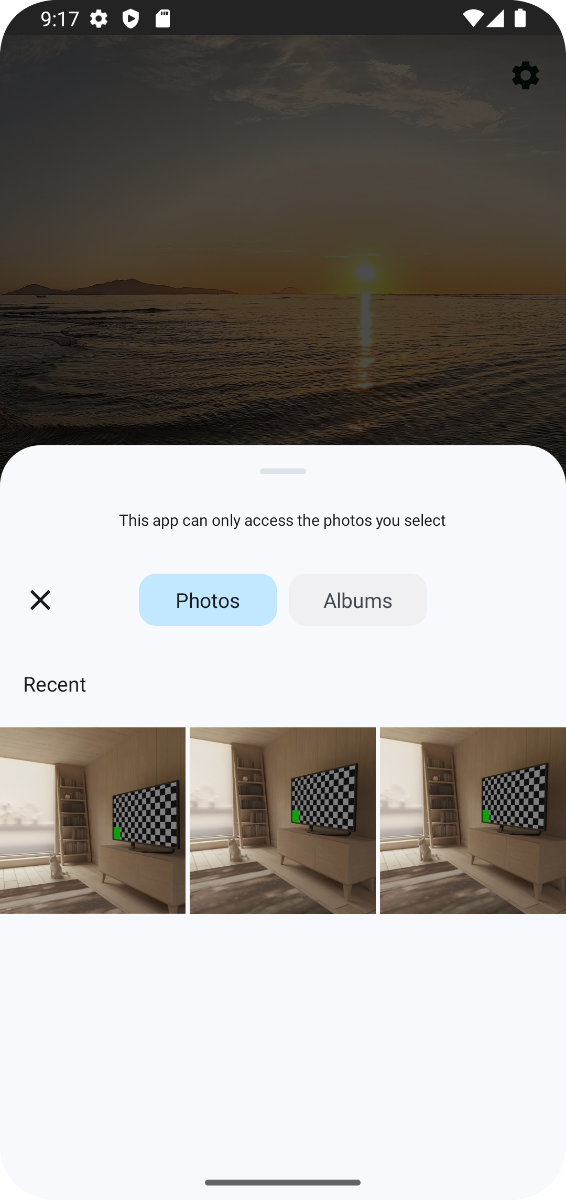 9:17
This app can only access the photos you select
Photos
Albums
Recent